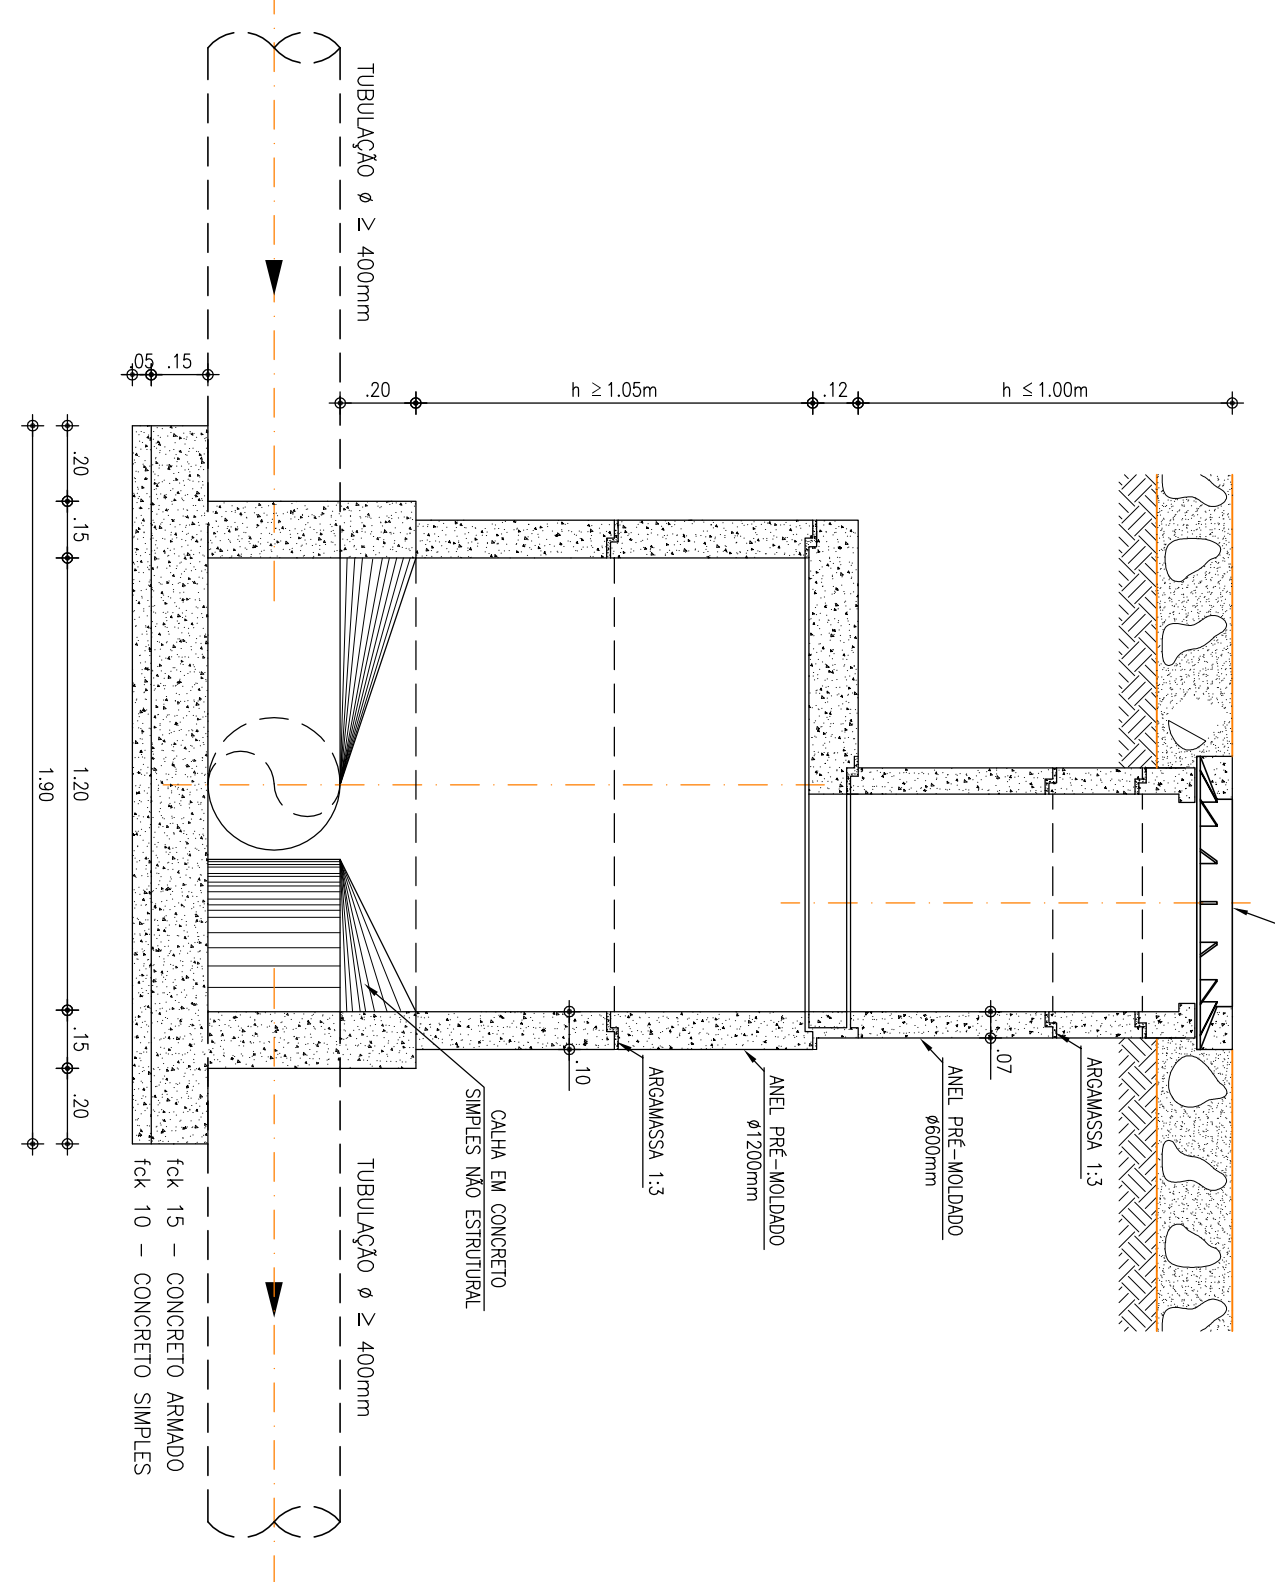 TUBULAÇÃO ø ≥ 400mm
.05
.15
.20
h ≥1.05m
.12
h ≤1.00m
.20
.15
1.20
.15
.20
1.90
.10
.07
ARGAMASSA 1:3
ANEL PRÉ-MOLDADO
ø600mm
ANEL PRÉ-MOLDADO
ø1200mm
ARGAMASSA 1:3
CALHA EM CONCRETO
SIMPLES NÃO ESTRUTURAL
TUBULAÇÃO ø ≥ 400mm
fck 15 - CONCRETO ARMADO
fck 10 - CONCRETO SIMPLES